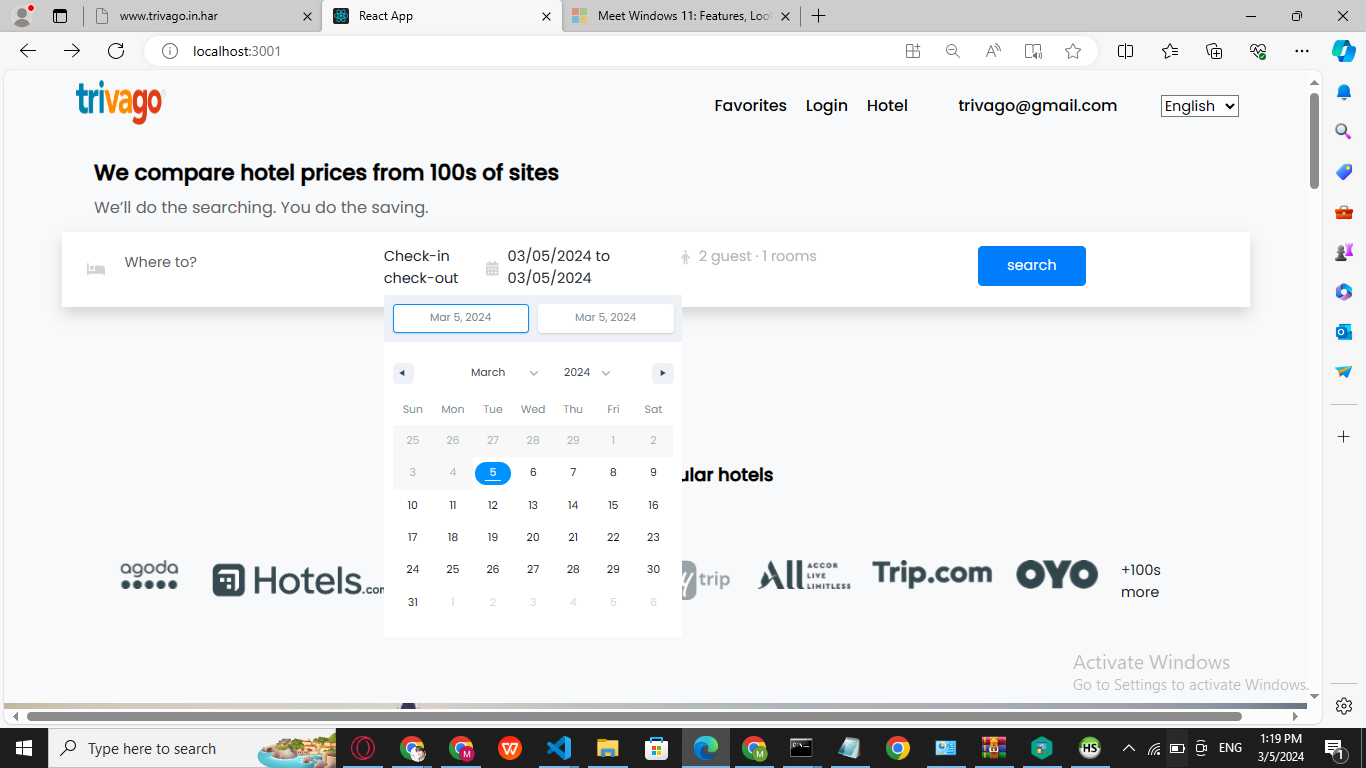 www.trivago.in.har
React App
Meet Windows 11: Features, Loo
localhost:3001
trivago
Favorites Login Hotel trivago@gmail.com English
We compare hotel prices from 100s of sites
We'll do the searching. You do the saving.
Where to?
Check-in
check-out
03/05/2024 to
03/05/2024
2 guest · 1 rooms
search
Mar 5, 2024 Mar 5, 2024
March 2024
Sun Mon Tue Wed Thu Fri Sat
25 26 27 28 29 1 2
3 4 5 6 7 8 9
10 11 12 13 14 15 16
17 18 19 20 21 22 23
24 25 26 27 28 29 30
31 1 2 3 4 5 6
ular hotels
agoda
Hotels.com
trip
ALL ACCOR
LIVE
LIMITLESS
Trip.com
OYO
+100s
more
Activate Windows
Go to Settings to activate Windows.
Type here to search
M
W
M
HS
ENG
1:19 PM
3/5/2024
1